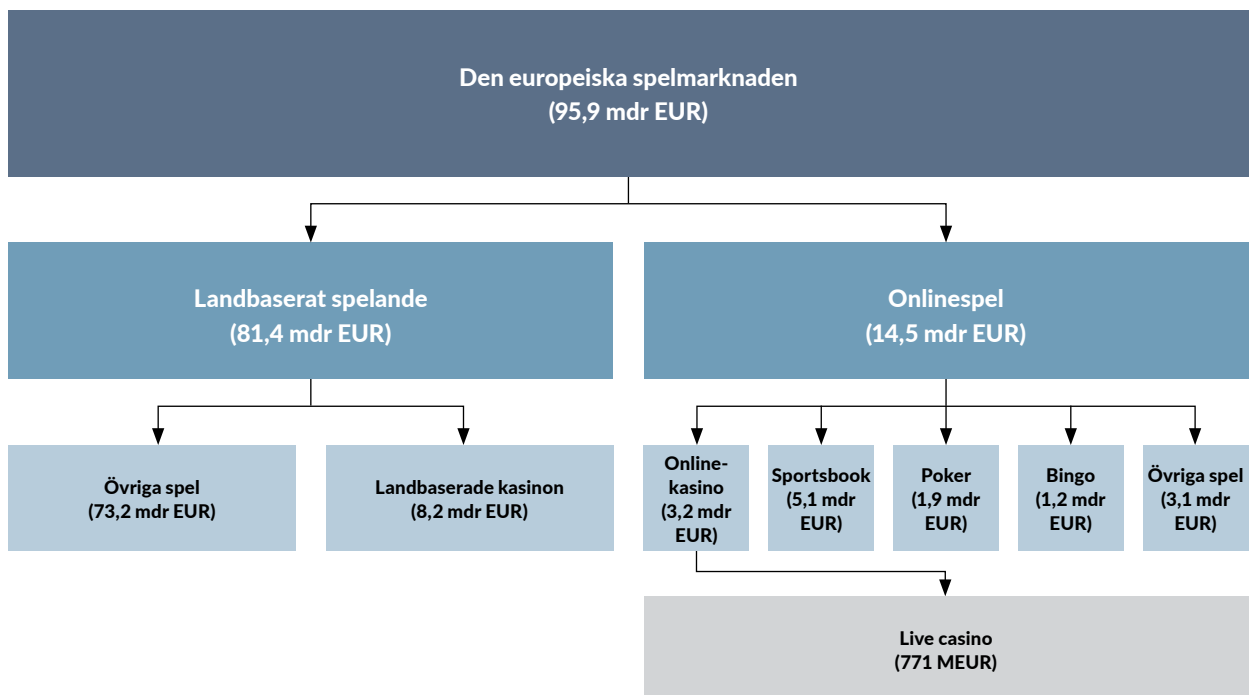 Den europeiska spelmarknaden
(95,9 mdr EUR)
Landbaserat spelande
(81,4 mdr EUR)
Onlinespel
(14,5 mdr EUR)
Övriga spel
(73,2 mdr EUR)
Landbaserade kasinon
(8,2 mdr EUR)
Online-
kasino
(3,2 mdr
EUR)
Sportsbook
(5,1 mdr
EUR)
Poker
(1,9 mdr
EUR)
Bingo
(1,2 mdr
EUR)
Övriga spel
(3,1 mdr
EUR)
Live casino
(771 MEUR)